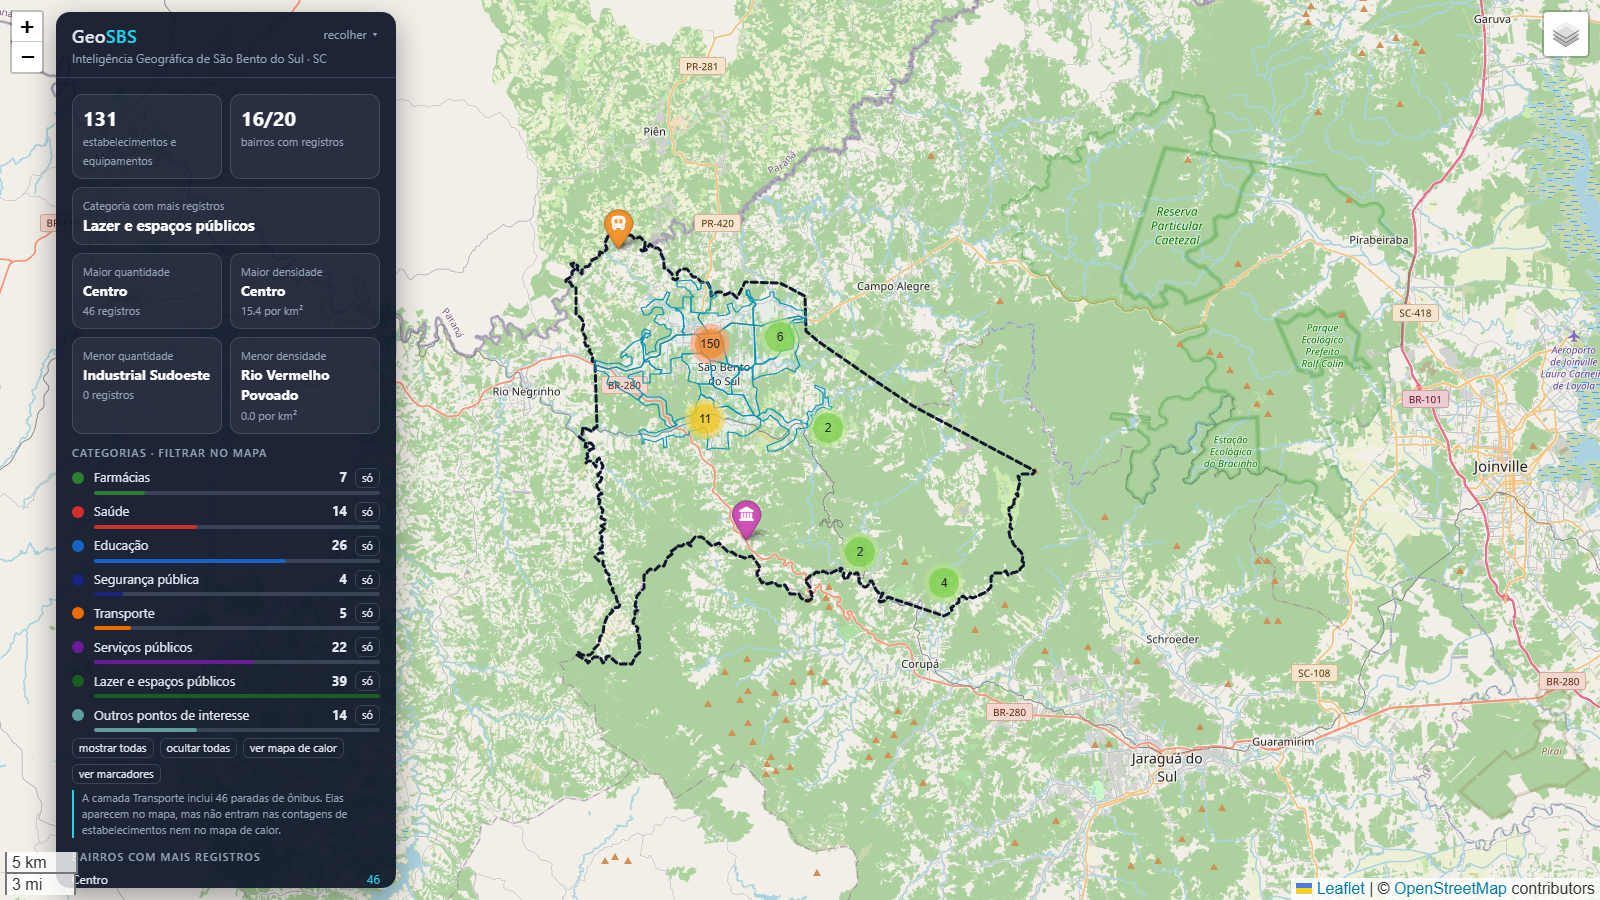 +
−
GeoSBS
recolher
Inteligência Geográfica de São Bento do Sul · SC
131
estabelecimentos e
equipamentos
16/20
bairros com registros
Categoria com mais registros
Lazer e espaços públicos
Maior quantidade
Centro
46 registros
Maior densidade
Centro
15.4 por km²
Menor quantidade
Industrial Sudoeste
0 registros
Menor densidade
Rio Vermelho
Povoado
0.0 por km²
CATEGORIAS · FILTRAR NO MAPA
Farmácias 7 só
Saúde 14 só
Educação 26 só
Segurança pública 4 só
Transporte 5 só
Serviços públicos 22 só
Lazer e espaços públicos 39 só
Outros pontos de interesse 14 só
mostrar todas ocultar todas ver mapa de calor
ver marcadores
A camada Transporte inclui 46 paradas de ônibus. Elas
aparecem no mapa, mas não entram nas contagens de
estabelecimentos nem no mapa de calor.
BAIRROS COM MAIS REGISTROS
Centro 46
5 km
3 mi
PR-281
Piên
Paraná
PR-420
Campo Alegre
Paraná
150
6
São Bento
do Sul
BR-280
Rio Negrinho
11
2
2
4
Corupá
BR-280
Schroeder
Jaraguá do
Sul
Guaramirim
SC-108
BR-280
Piraí
Garuva
Reserva
Particular
Caetezal
Pirabeiraba
SC-418
Parque
Ecológico
Prefeito
Rolf Colin
Aeroporto
de Joinville
Lauro Carneiro
de Loyola
BR-101
Estação
Ecológica
do Bracinho
Joinville
Leaflet | © OpenStreetMap contributors